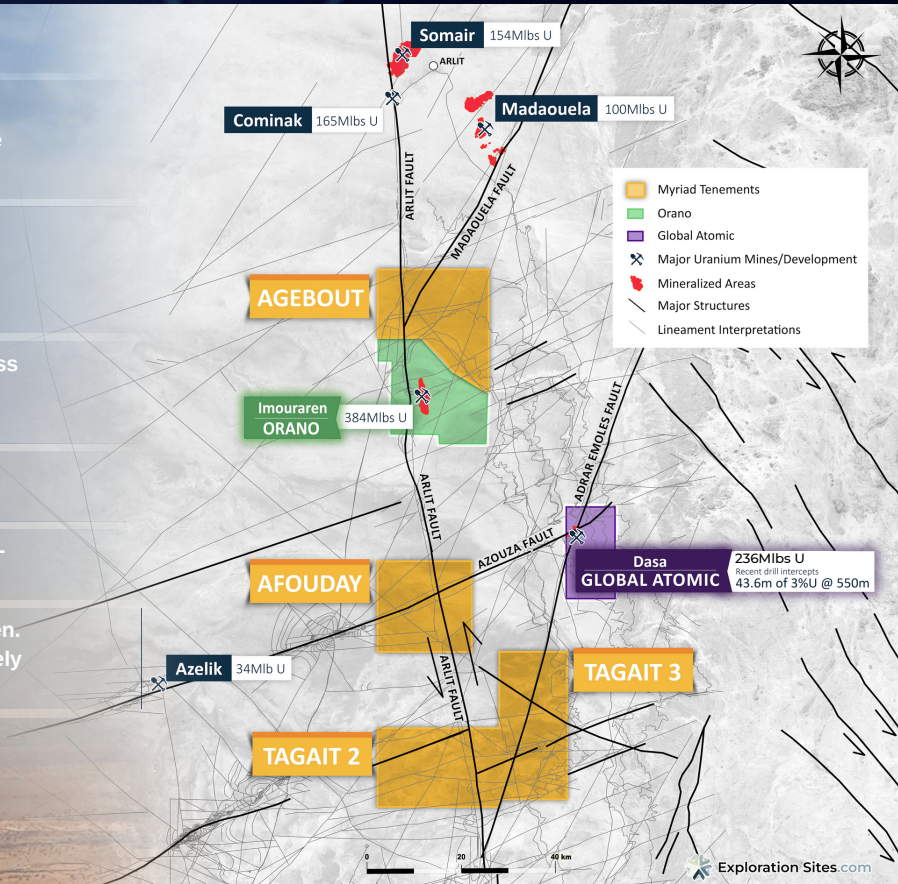 Somair 154Mlbs U
ARLIT
Cominak 165Mlbs U
Madaouela 100Mlbs U
ARLIT FAULT
MADAOUELA FAULT
Myriad Tenements
Orano
Global Atomic
Major Uranium Mines/Development
Mineralized Areas
Major Structures
Lineament Interpretations
AGEBOUT
ss
Imouraren
ORANO
384Mlbs U
ADRAR EMOLES FAULT
ARLIT FAULT
AZOUZA FAULT
Dasa
GLOBAL ATOMIC
236Mlbs U
Recent drill intercepts
43.6m of 3%U @ 550m
AFOUDAY
en.
ely
Azelik 34Mlb U
ARLIT FAULT
TAGAIT 3
TAGAIT 2
0 20 40 km
Exploration Sites.com